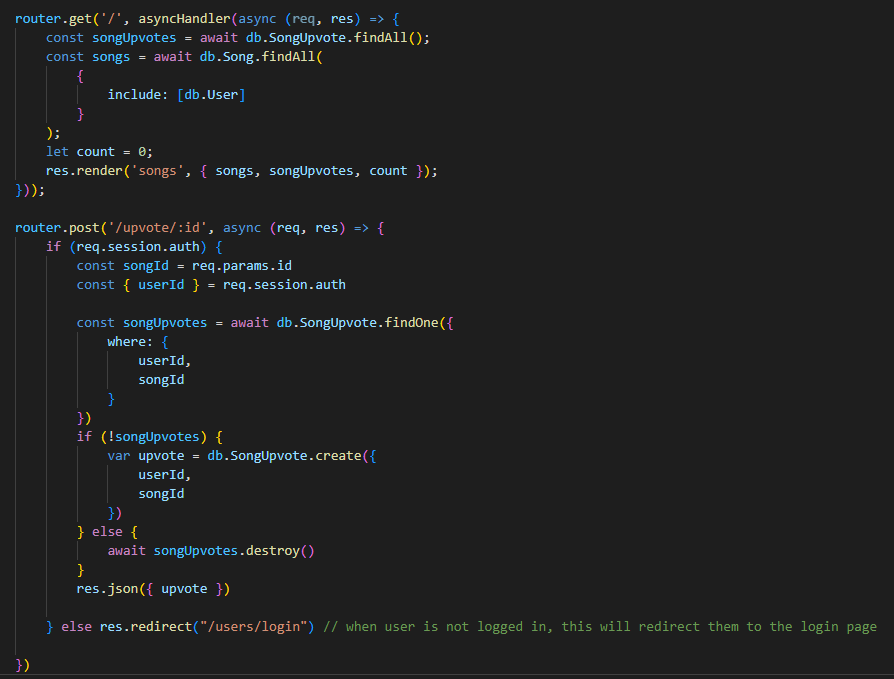 router.get('/', asyncHandler(async (req, res) => {
    const songUpvotes = await db.SongUpvote.findAll();
    const songs = await db.Song.findAll(
        {
            include: [db.User]
        }
    );
    let count = 0;
    res.render('songs', { songs, songUpvotes, count });
}));

router.post('/upvote/:id', async (req, res) => {
    if (req.session.auth) {
        const songId = req.params.id
        const { userId } = req.session.auth

        const songUpvotes = await db.SongUpvote.findOne({
            where: {
                userId,
                songId
            }
        })
        if (!songUpvotes) {
            var upvote = db.SongUpvote.create({
                userId,
                songId
            })
        } else {
            await songUpvotes.destroy()
        }
        res.json({ upvote })

    } else res.redirect("/users/login") // when user is not logged in, this will redirect them to the login page

})